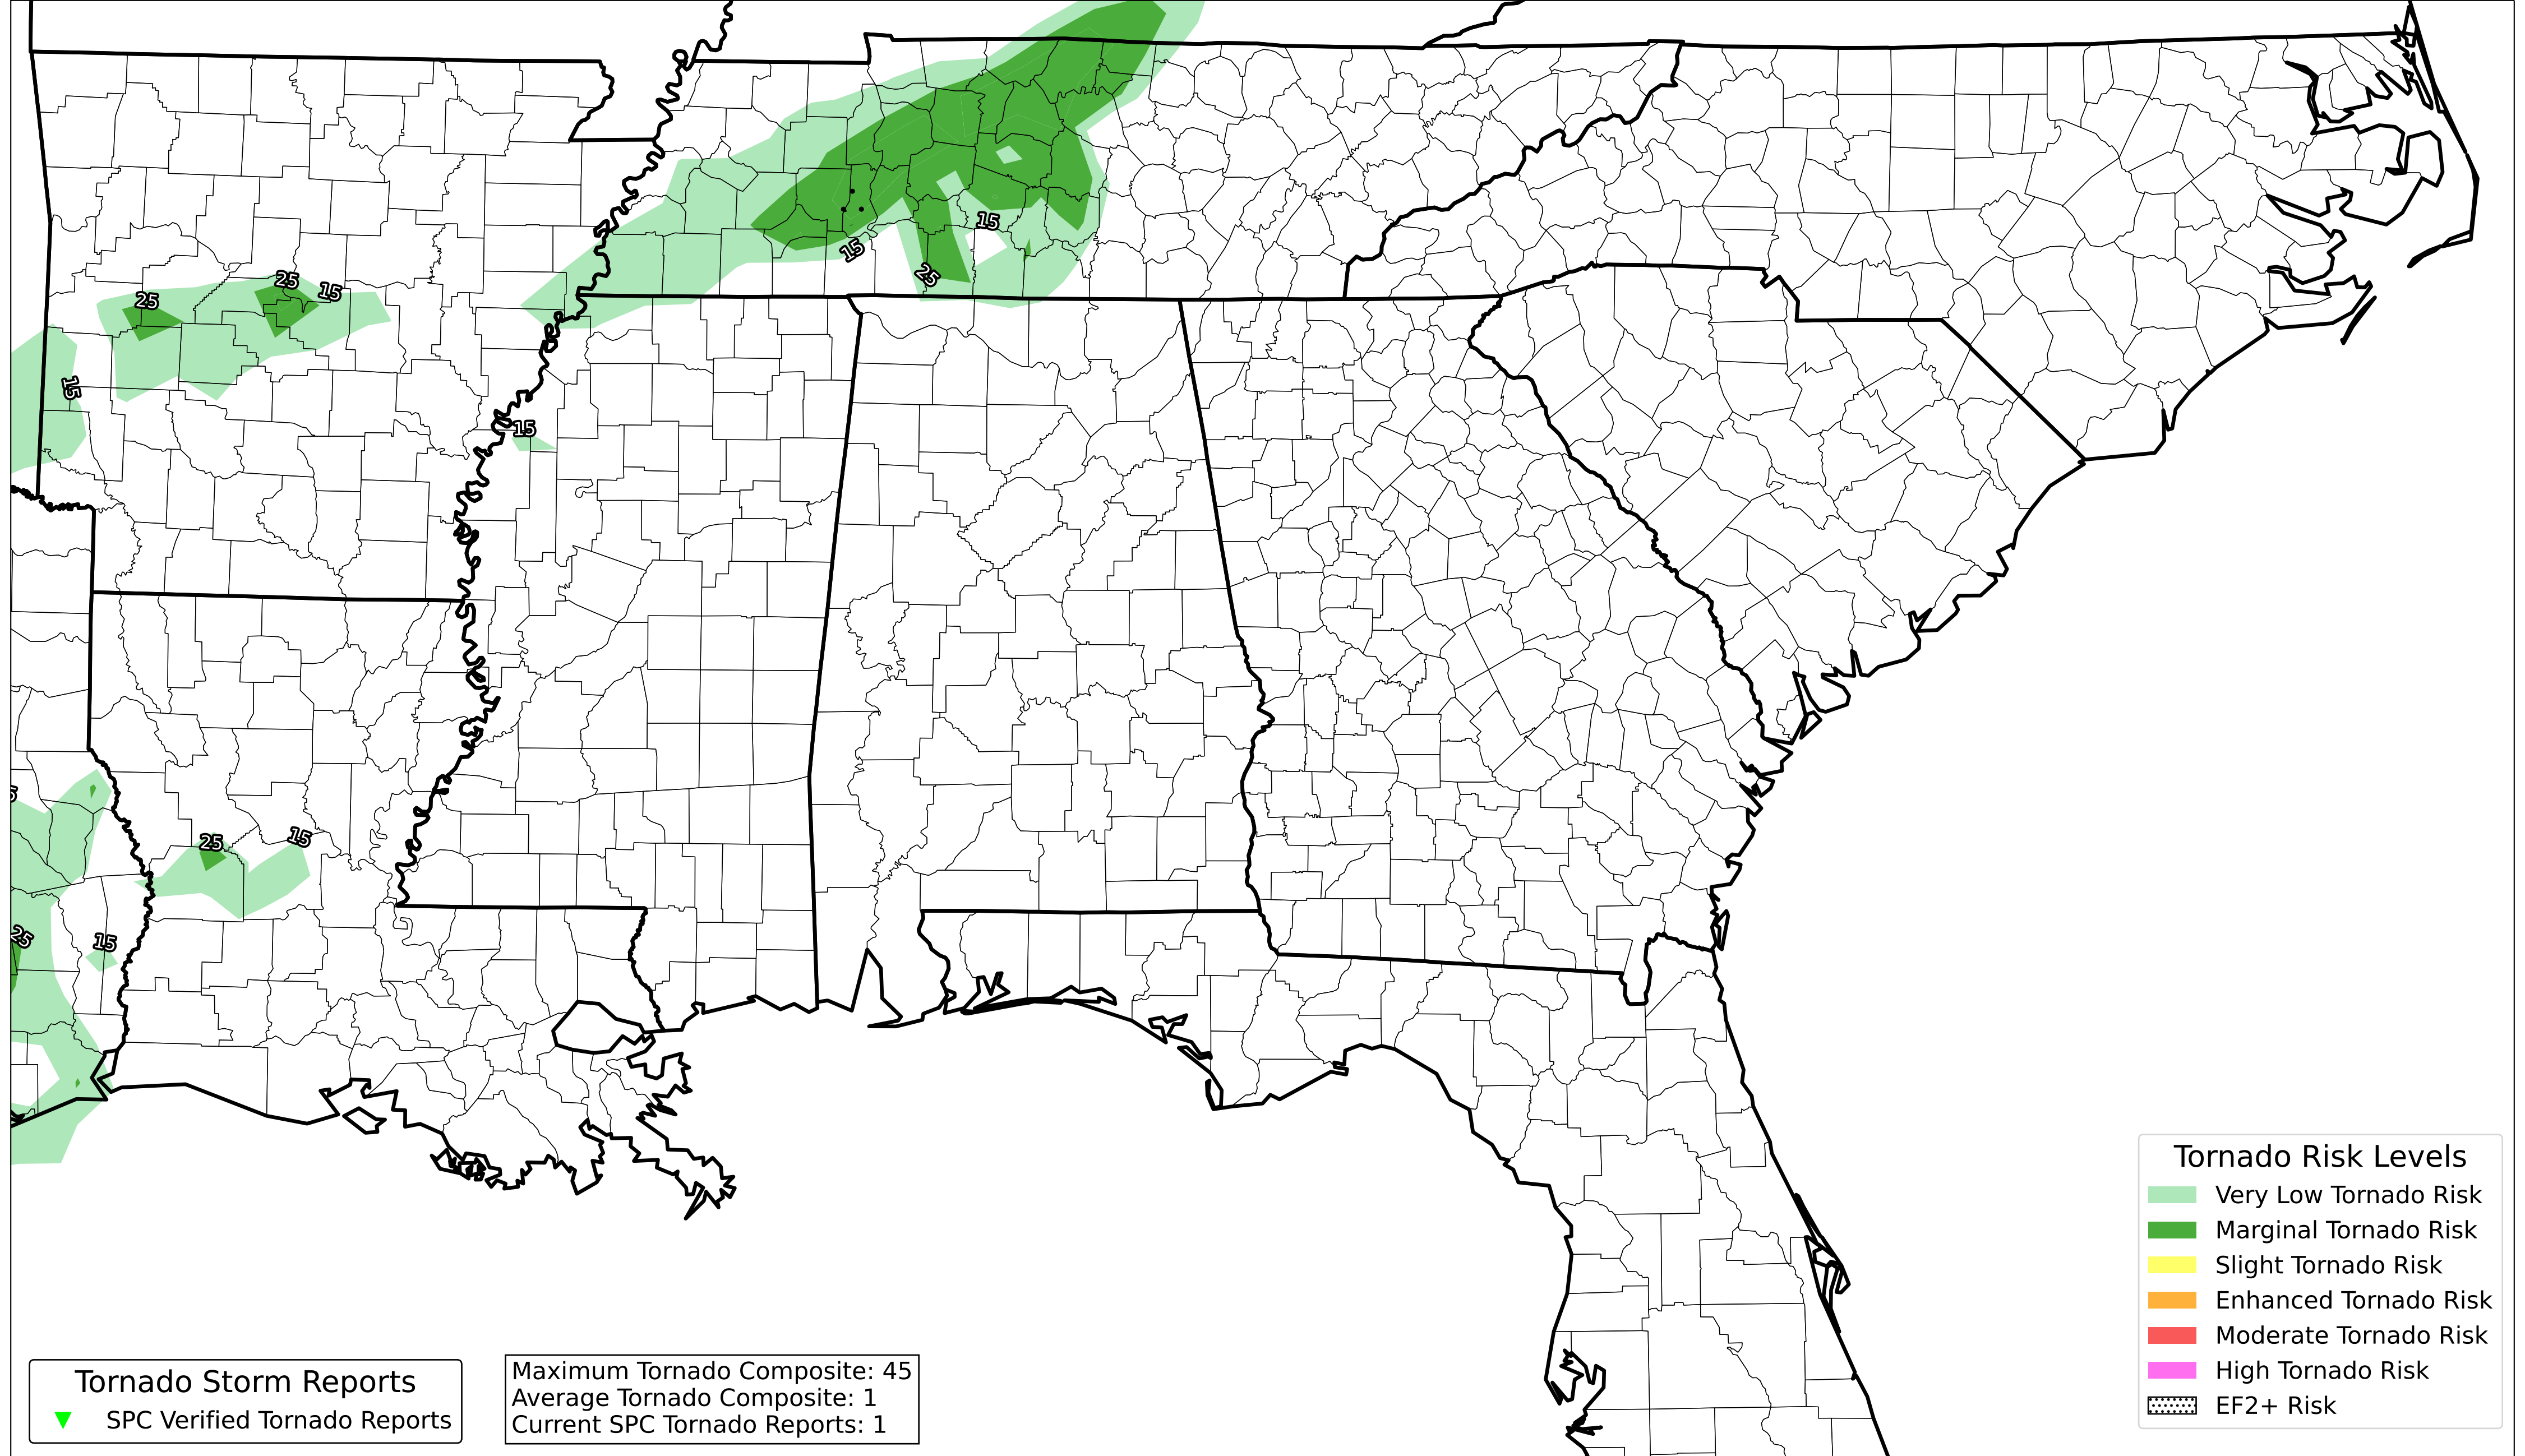 15
15
25
25
25
15
15
15
5
25
15
25
15
Tornado Risk Levels
Very Low Tornado Risk
Marginal Tornado Risk
Slight Tornado Risk
Enhanced Tornado Risk
Moderate Tornado Risk
High Tornado Risk
EF2+ Risk
Tornado Storm Reports
SPC Verified Tornado Reports
Maximum Tornado Composite: 45
Average Tornado Composite: 1
Current SPC Tornado Reports: 1